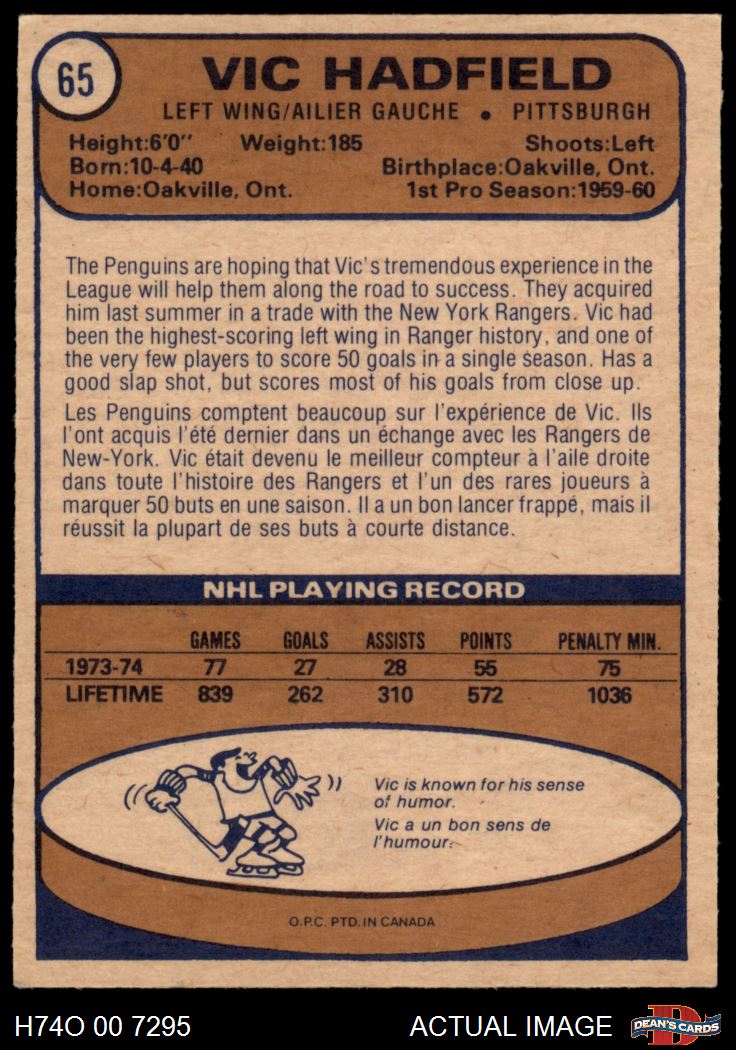 65
VIC HADFIELD
LEFT WING/AILIER GAUCHE • PITTSBURGH
Height:6'0" Weight:185 Shoots:Left
Born:10-4-40 Birthplace:Oakville, Ont.
Home:Oakville, Ont. 1st Pro Season:1959-60
The Penguins are hoping that Vic's tremendous experience in the
League will help them along the road to success. They acquired
him last summer in a trade with the New York Rangers. Vic had
been the highest-scoring left wing in Ranger history, and one of
the very few players to score 50 goals in a single season. Has a
good slap shot, but scores most of his goals from close up.
Les Penguins comptent beaucoup sur l'expérience de Vic. Ils
l'ont acquis l'été dernier dans un échange avec les Rangers de
New-York. Vic était devenu le meilleur compteur à l'aile droite
dans toute l'histoire des Rangers et l'un des rares joueurs à
marquer 50 buts en une saison. Il a un bon lancer frappé, mais il
réussit la plupart de ses buts à courte distance.
NHL PLAYING RECORD
GAMES GOALS ASSISTS POINTS PENALTY MIN.
1973-74 77 27 28 55 75
LIFETIME 839 262 310 572 1036
Vic is known for his sense
of humor.
Vic a un bon sens de
l'humour.
O.P.C. PTD. IN CANADA
H74O 00 7295 ACTUAL IMAGE DEAN'S CARDS